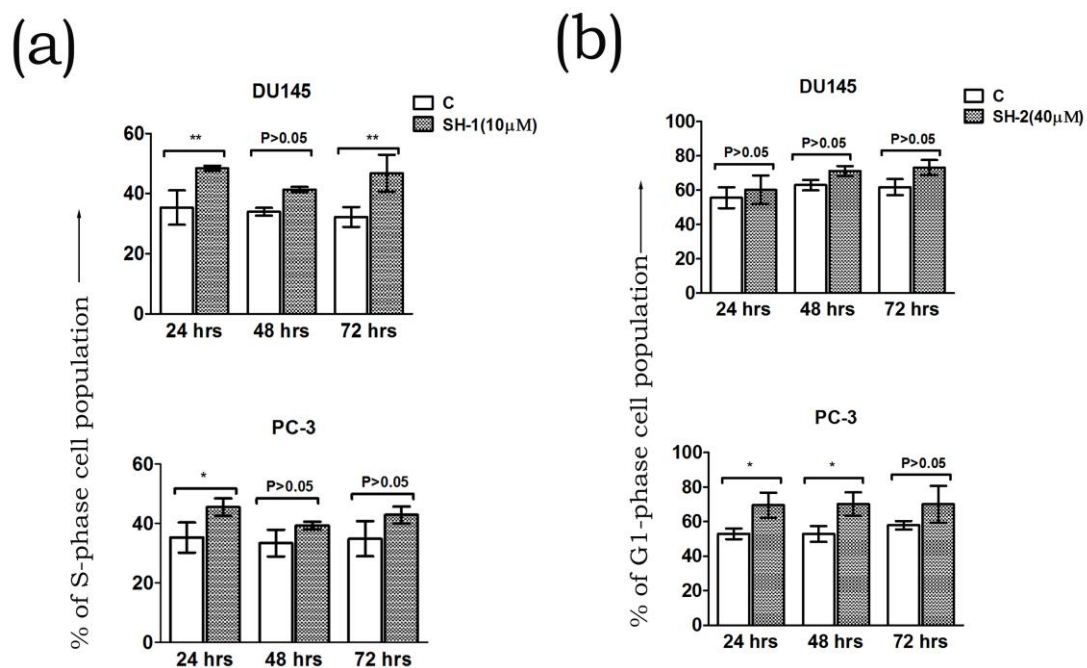 (a)
DU145
C
SH-1(10μM)
60
40
20
0
**
P>0.05
**
24 hrs 48 hrs 72 hrs
% of S-phase cell population
PC-3
60
40
20
0
*
P>0.05
P>0.05
24 hrs 48 hrs 72 hrs
(b)
DU145
C
SH-2(40μM)
100
80
60
40
20
0
P>0.05
P>0.05
P>0.05
24 hrs 48 hrs 72 hrs
% of G1-phase cell population
PC-3
100
80
60
40
20
0
*
*
P>0.05
24 hrs 48 hrs 72 hrs